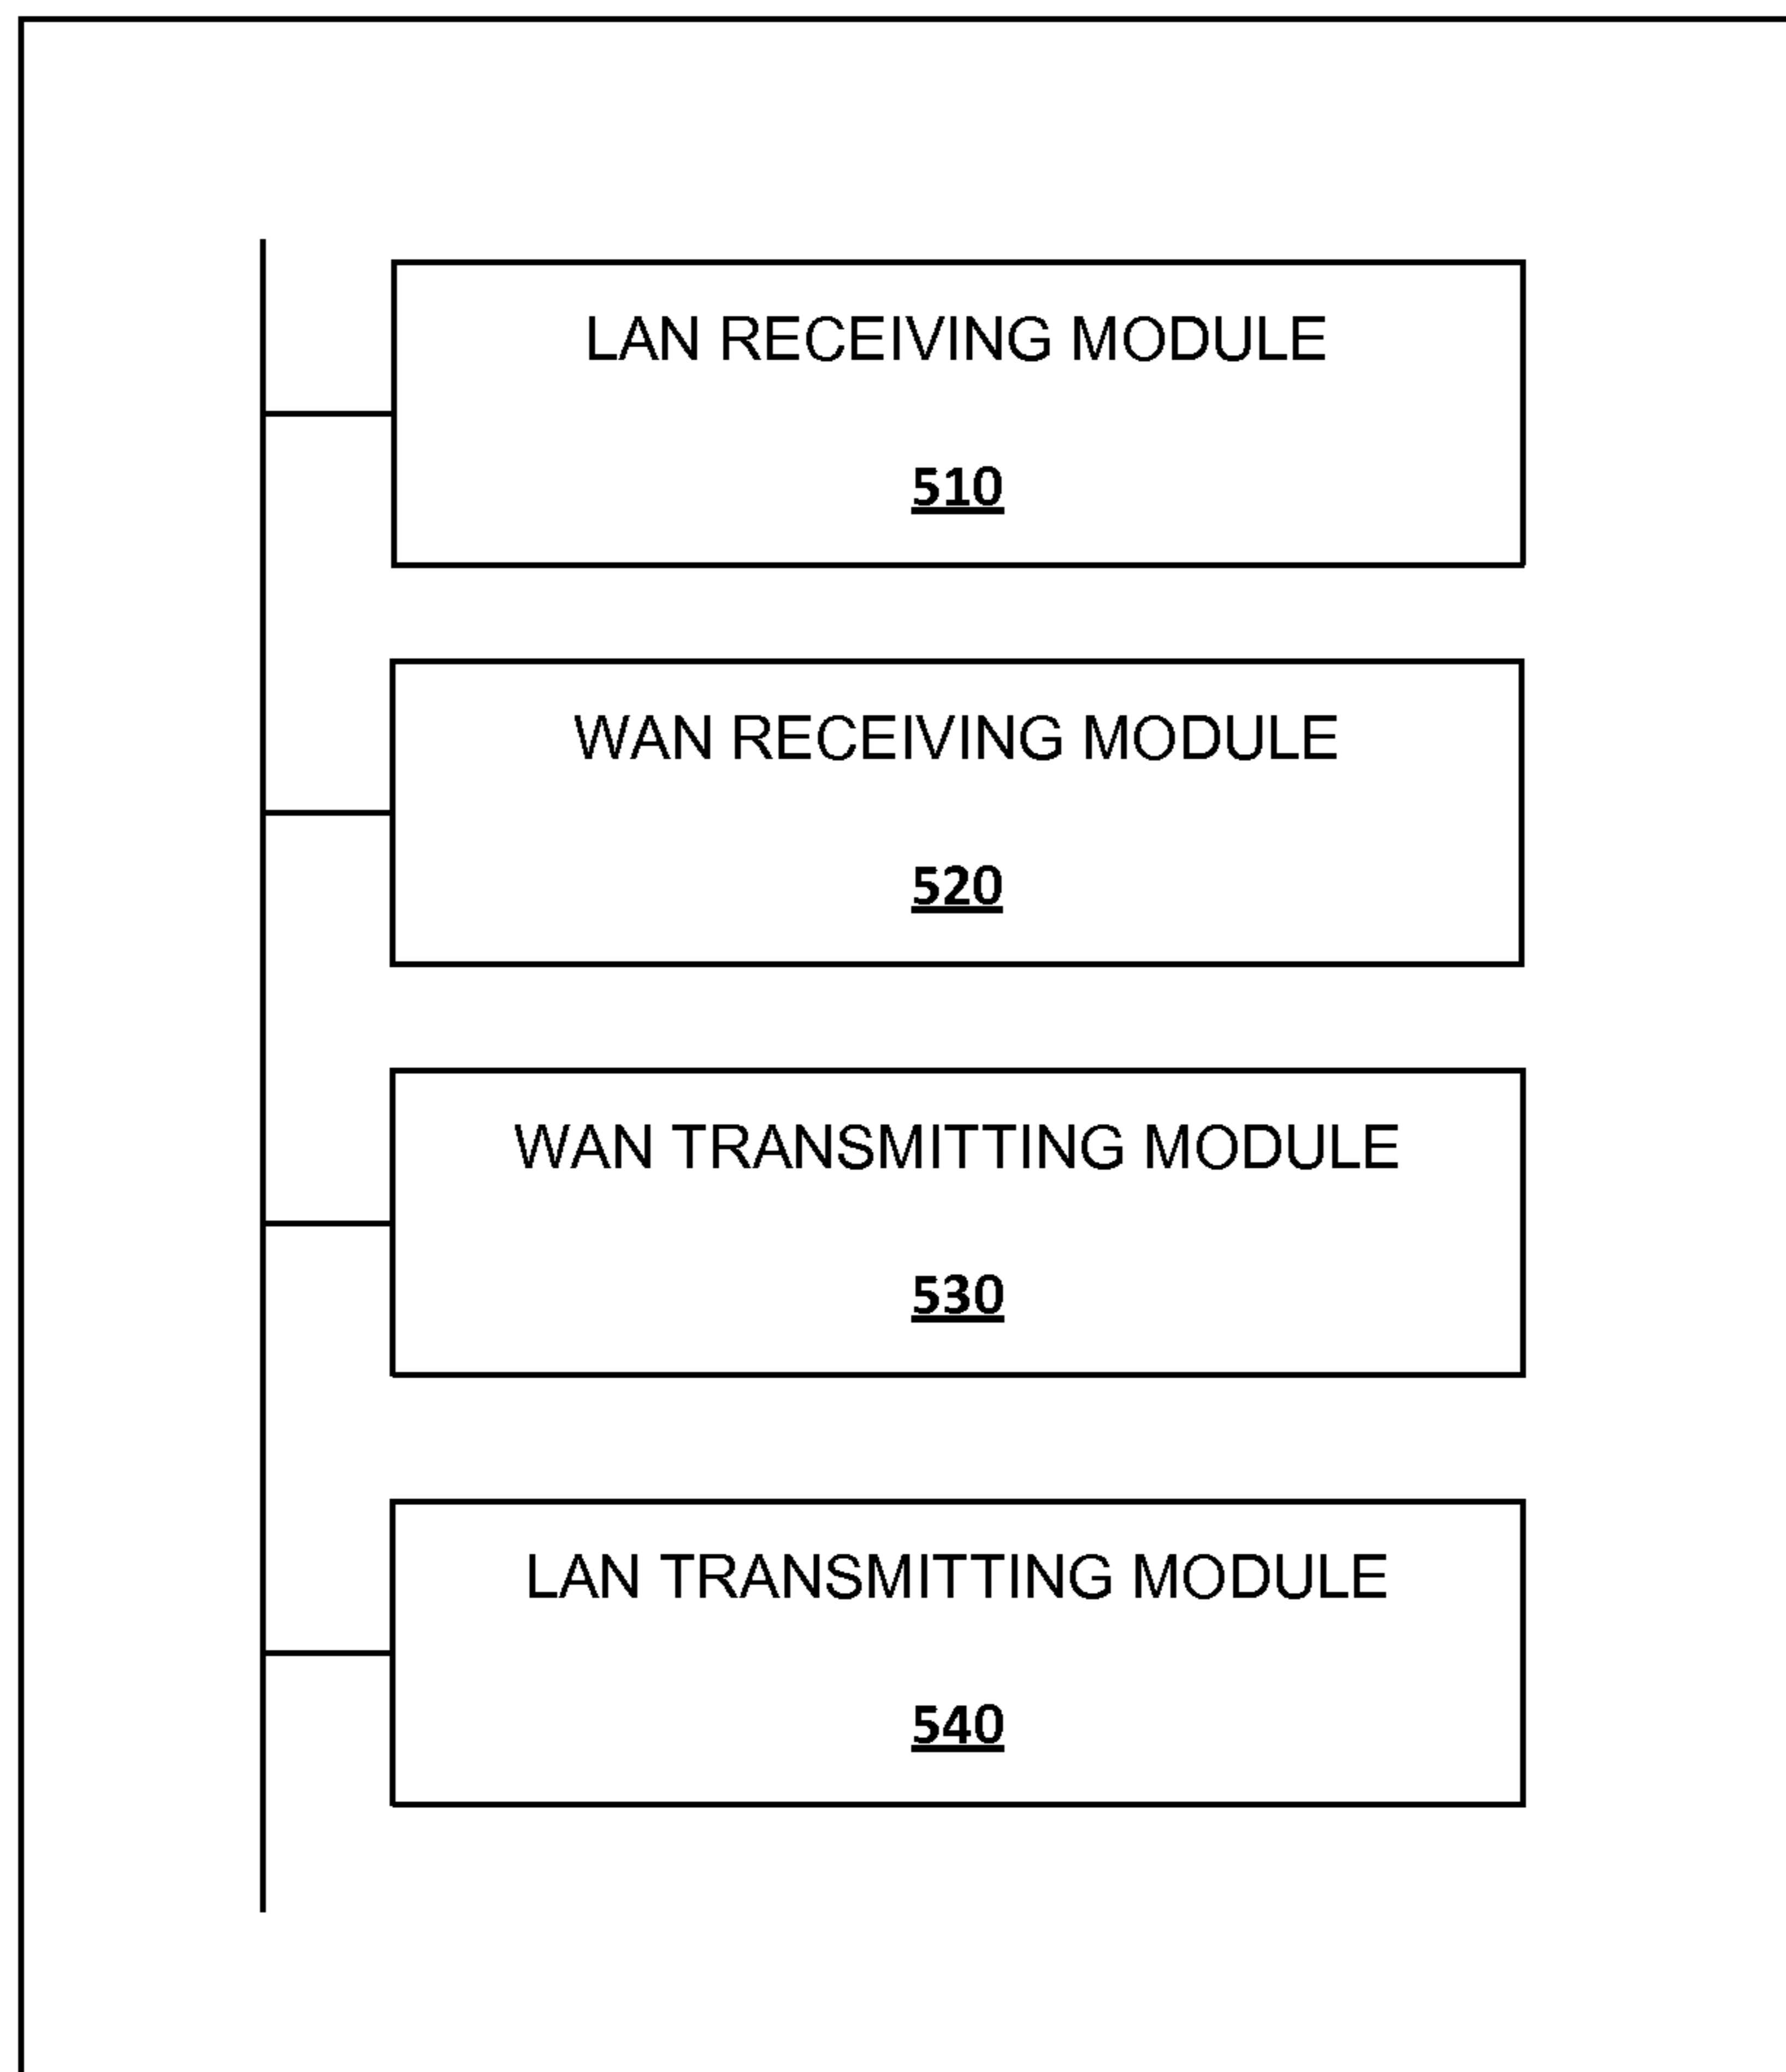 LAN RECEIVING MODULE
510
WAN RECEIVING MODULE
520
WAN TRANSMITTING MODULE
530
LAN TRANSMITTING MODULE
540